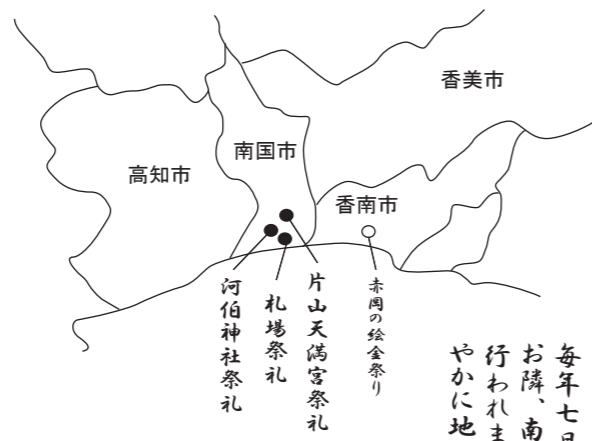 香美市
南国市
高知市
香南市
赤岡の絵金祭り
片山天満宮祭礼
札場祭礼
河伯神社祭礼
毎年七
お隣、南
行われま
やかに地